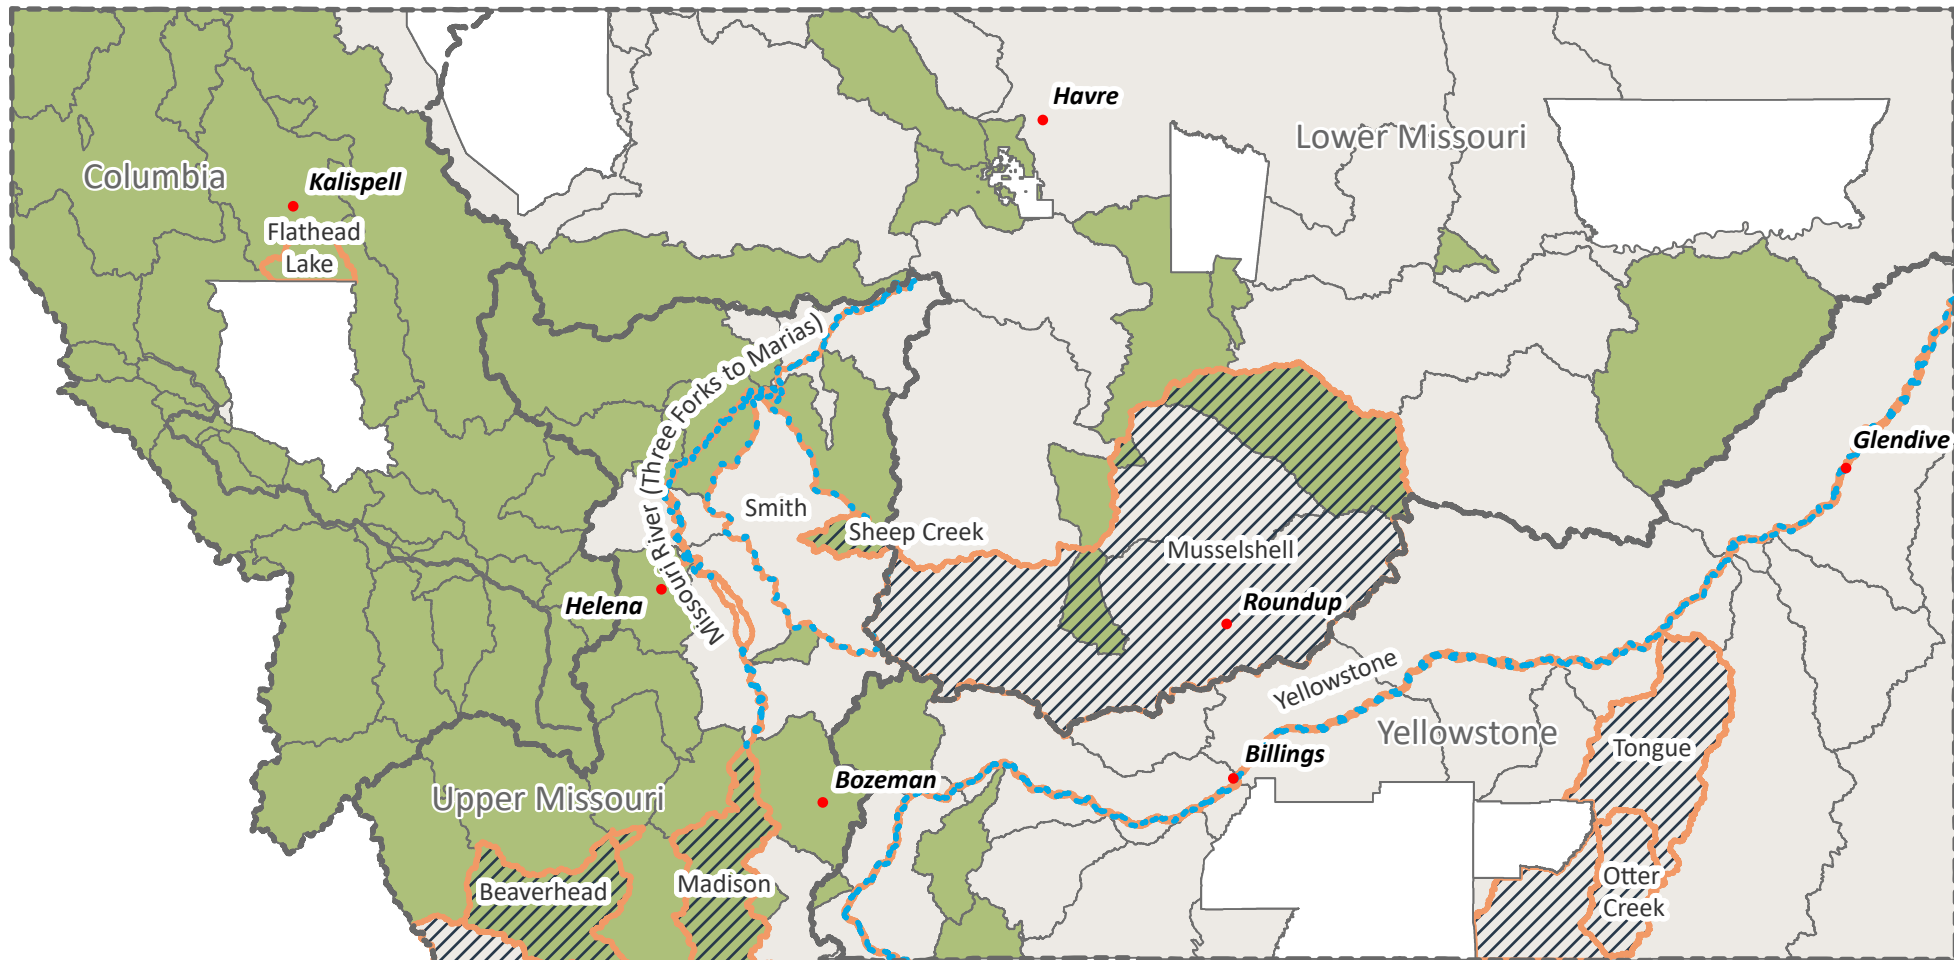 Havre
Lower Missouri
Columbia
Kalispell
Flathead
Lake
Missouri River (Three Forks to Marias)
Glendive
Smith
Sheep Creek
Musselshell
Helena
Roundup
Yellowstone
Yellowstone
Tongue
Billings
Bozeman
Upper Missouri
Beaverhead
Madison
Otter
Creek